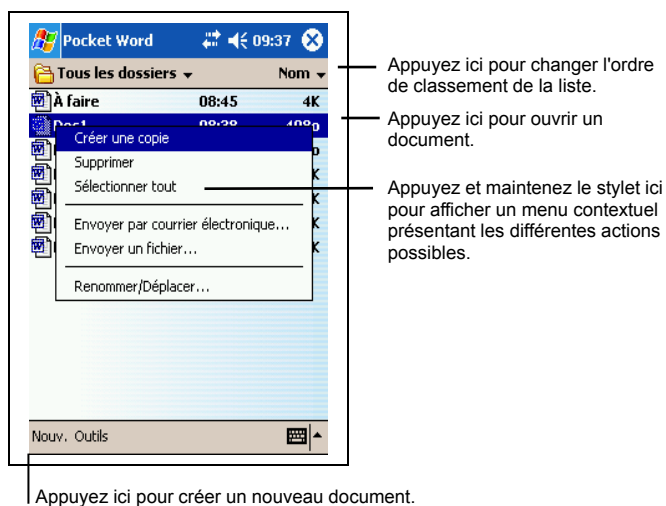 Pocket Word 09:37
Tous les dossiers Nom
À faire 08:45 4K
Doc1 08:38 498o
Créer une copie
Supprimer
Sélectionner tout
Envoyer par courrier électronique...
Envoyer un fichier...
Renommer/Déplacer...
Nouv. Outils
Appuyez ici pour changer l'ordre
de classement de la liste.
Appuyez ici pour ouvrir un
document.
Appuyez et maintenez le stylet ici
pour afficher un menu contextuel
présentant les différentes actions
possibles.
Appuyez ici pour créer un nouveau document.